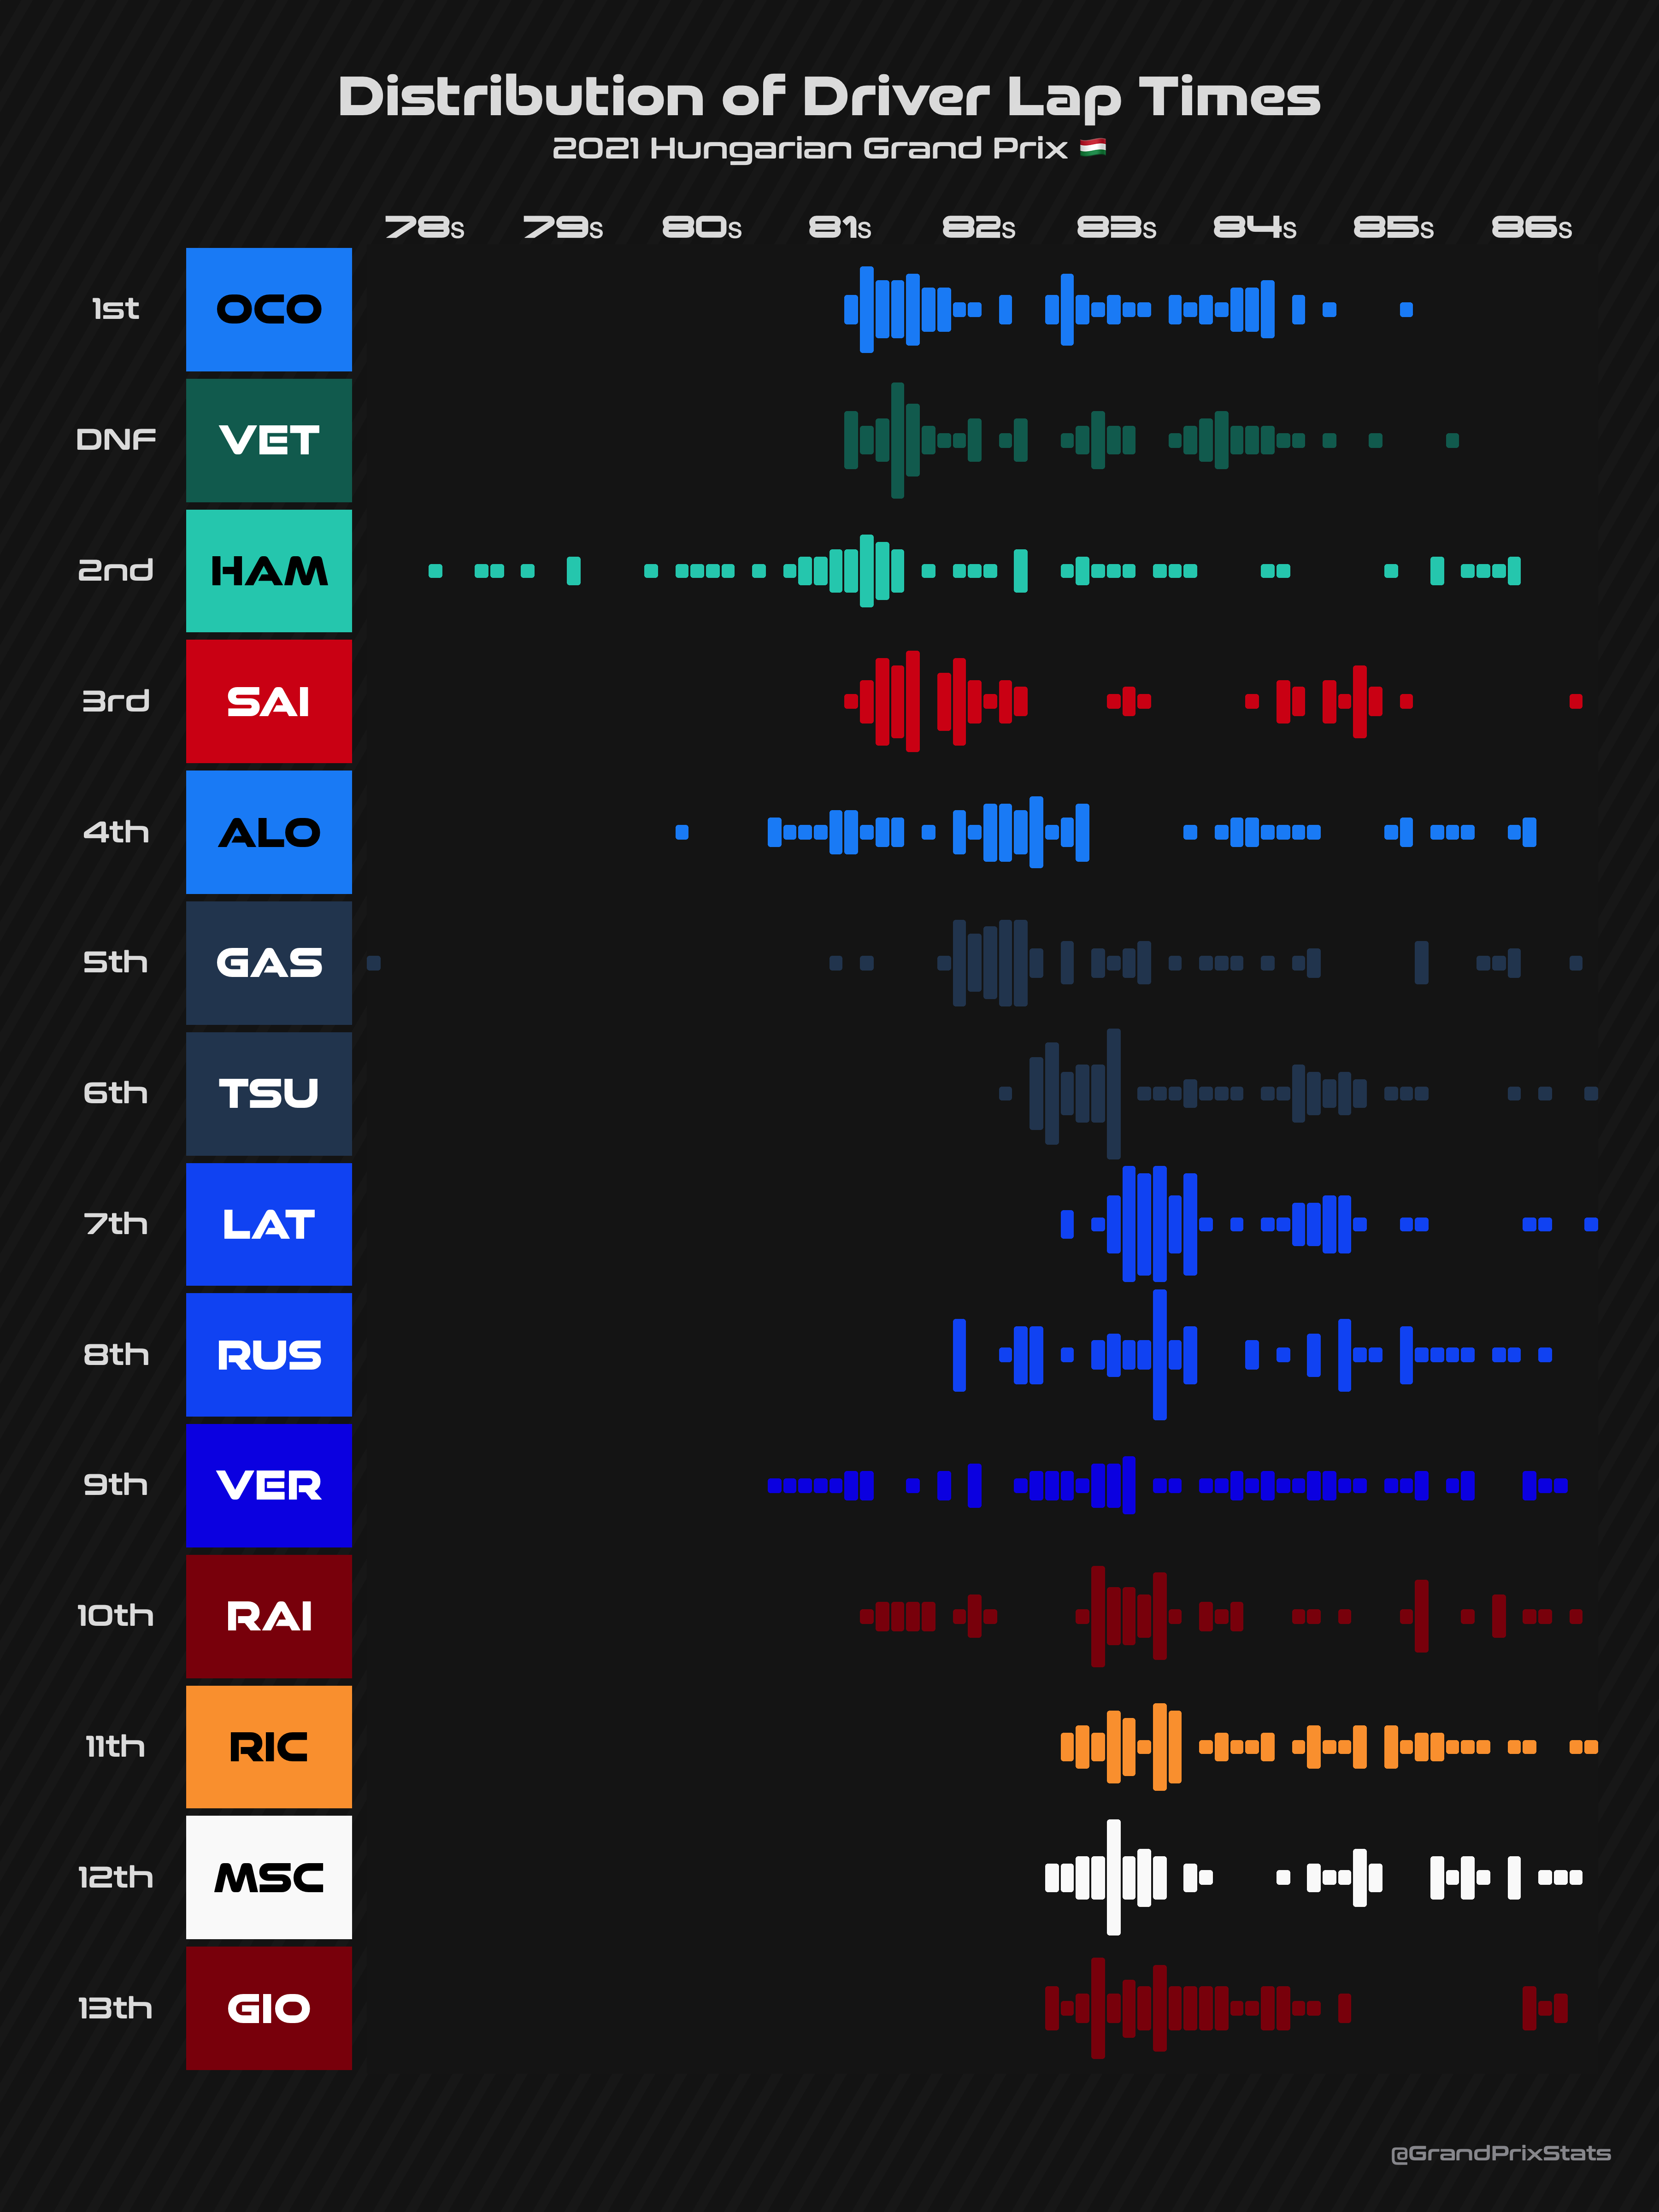 Distribution of Driver Lap Times
2021 Hungarian Grand Prix 🇭🇺
78s 79s 80s 81s 82s 83s 84s 85s 86s
1st OCO
DNF VET
2nd HAM
3rd SAI
4th ALO
5th GAS
6th TSU
7th LAT
8th RUS
9th VER
10th RAI
11th RIC
12th MSC
13th GIO
@GrandPrixStats